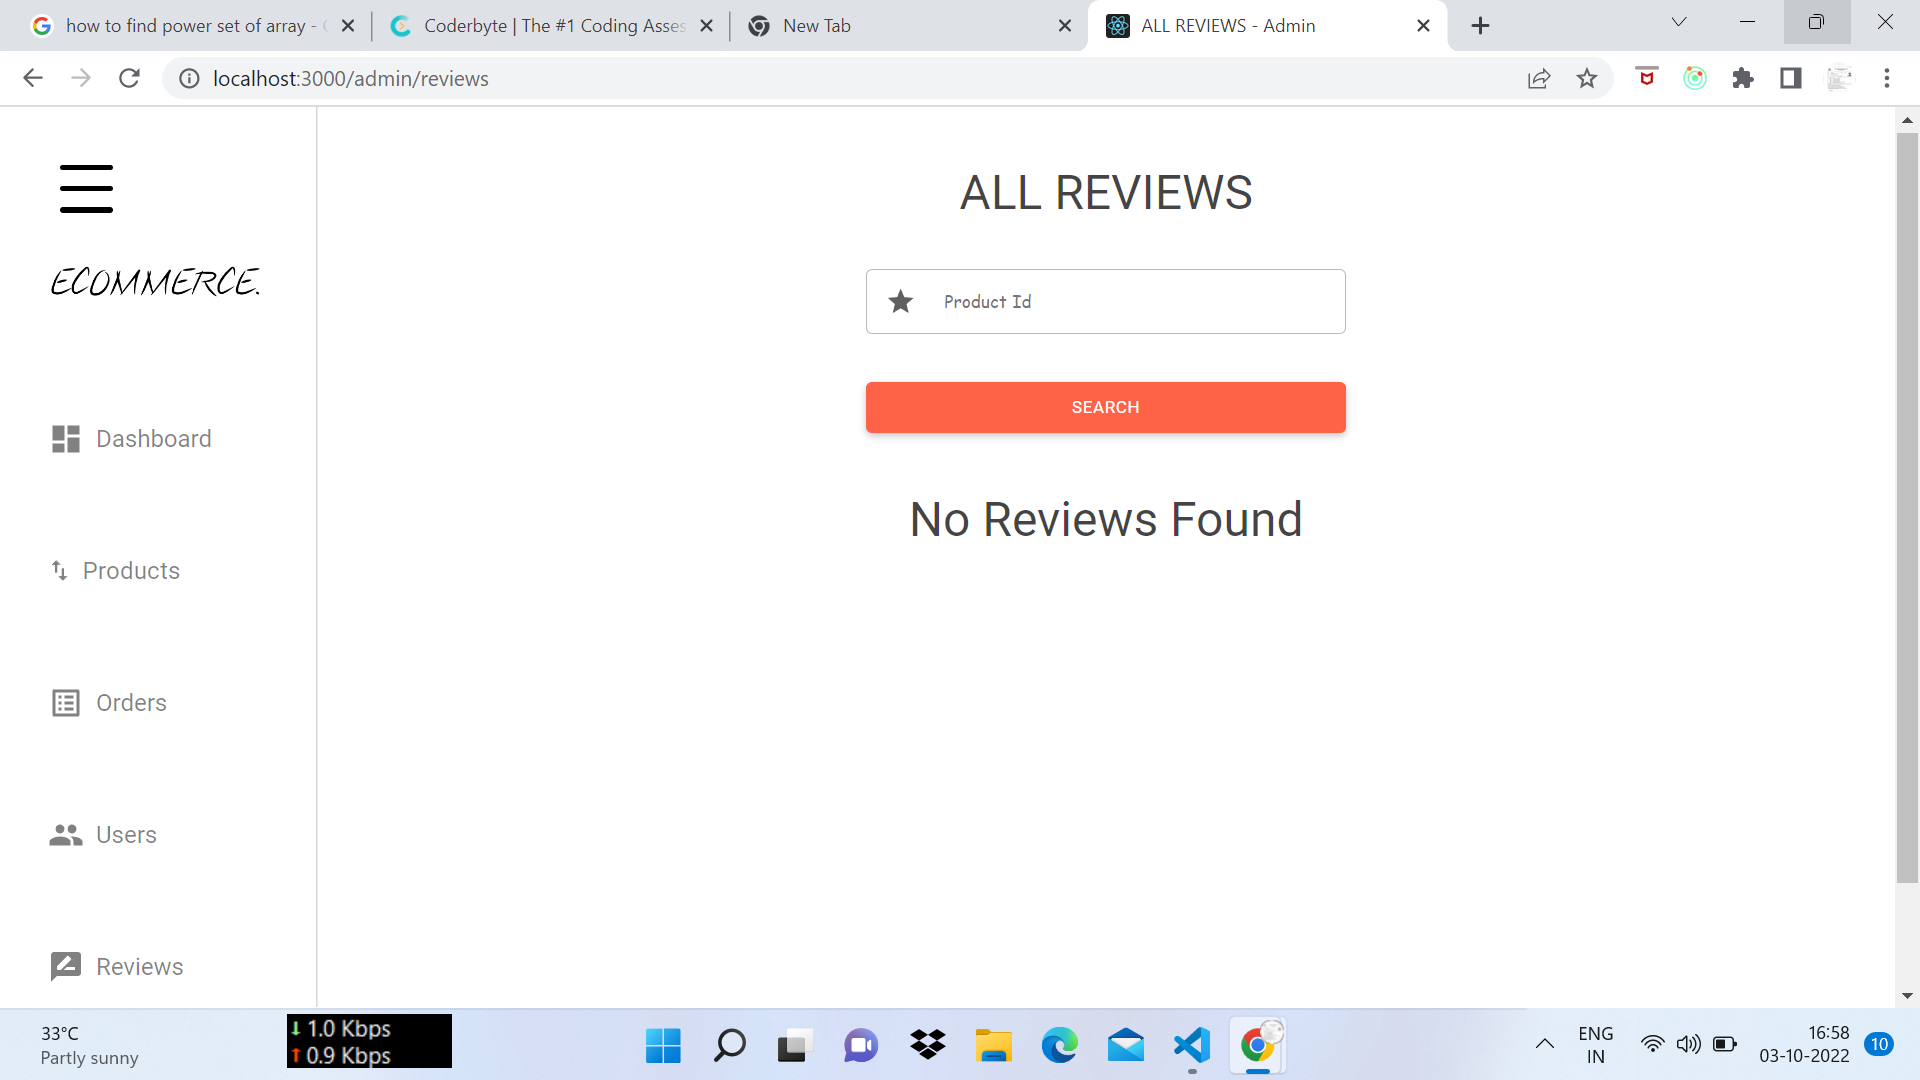 how to find power set of array -
Coderbyte | The #1 Coding Asses
New Tab
ALL REVIEWS - Admin
localhost:3000/admin/reviews
ALL REVIEWS
ECOMMERCE.
Product Id
SEARCH
No Reviews Found
Dashboard
Products
Orders
Users
Reviews
33°C
Partly sunny
↓ 1.0 Kbps
↑ 0.9 Kbps
ENG
IN
16:58
03-10-2022
10